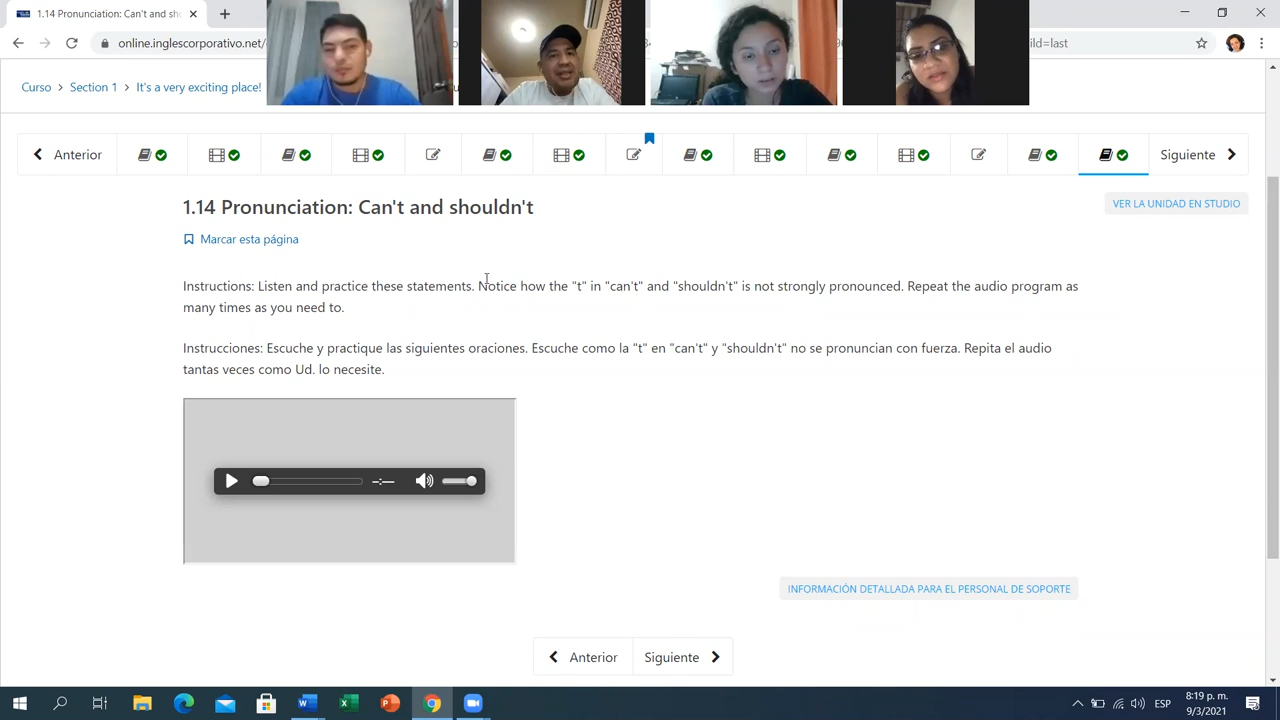 1.14 Pronunciation: Can't and sho
online.inglescorporativo.net/
ild=last
Curso
Section 1
It's a very exciting place!
Anterior
Siguiente
1.14 Pronunciation: Can't and shouldn't
VER LA UNIDAD EN STUDIO
Marcar esta página
Instructions: Listen and practice these statements. Notice how the "t" in "can't" and "shouldn't" is not strongly pronounced. Repeat the audio program as
many times as you need to.
Instrucciones: Escuche y practique las siguientes oraciones. Escuche como la "t" en "can't" y "shouldn't" no se pronuncian con fuerza. Repita el audio
tantas veces como Ud. lo necesite.
-:--
INFORMACIÓN DETALLADA PARA EL PERSONAL DE SOPORTE
Anterior
Siguiente
ESP
8:19 p. m.
9/3/2021